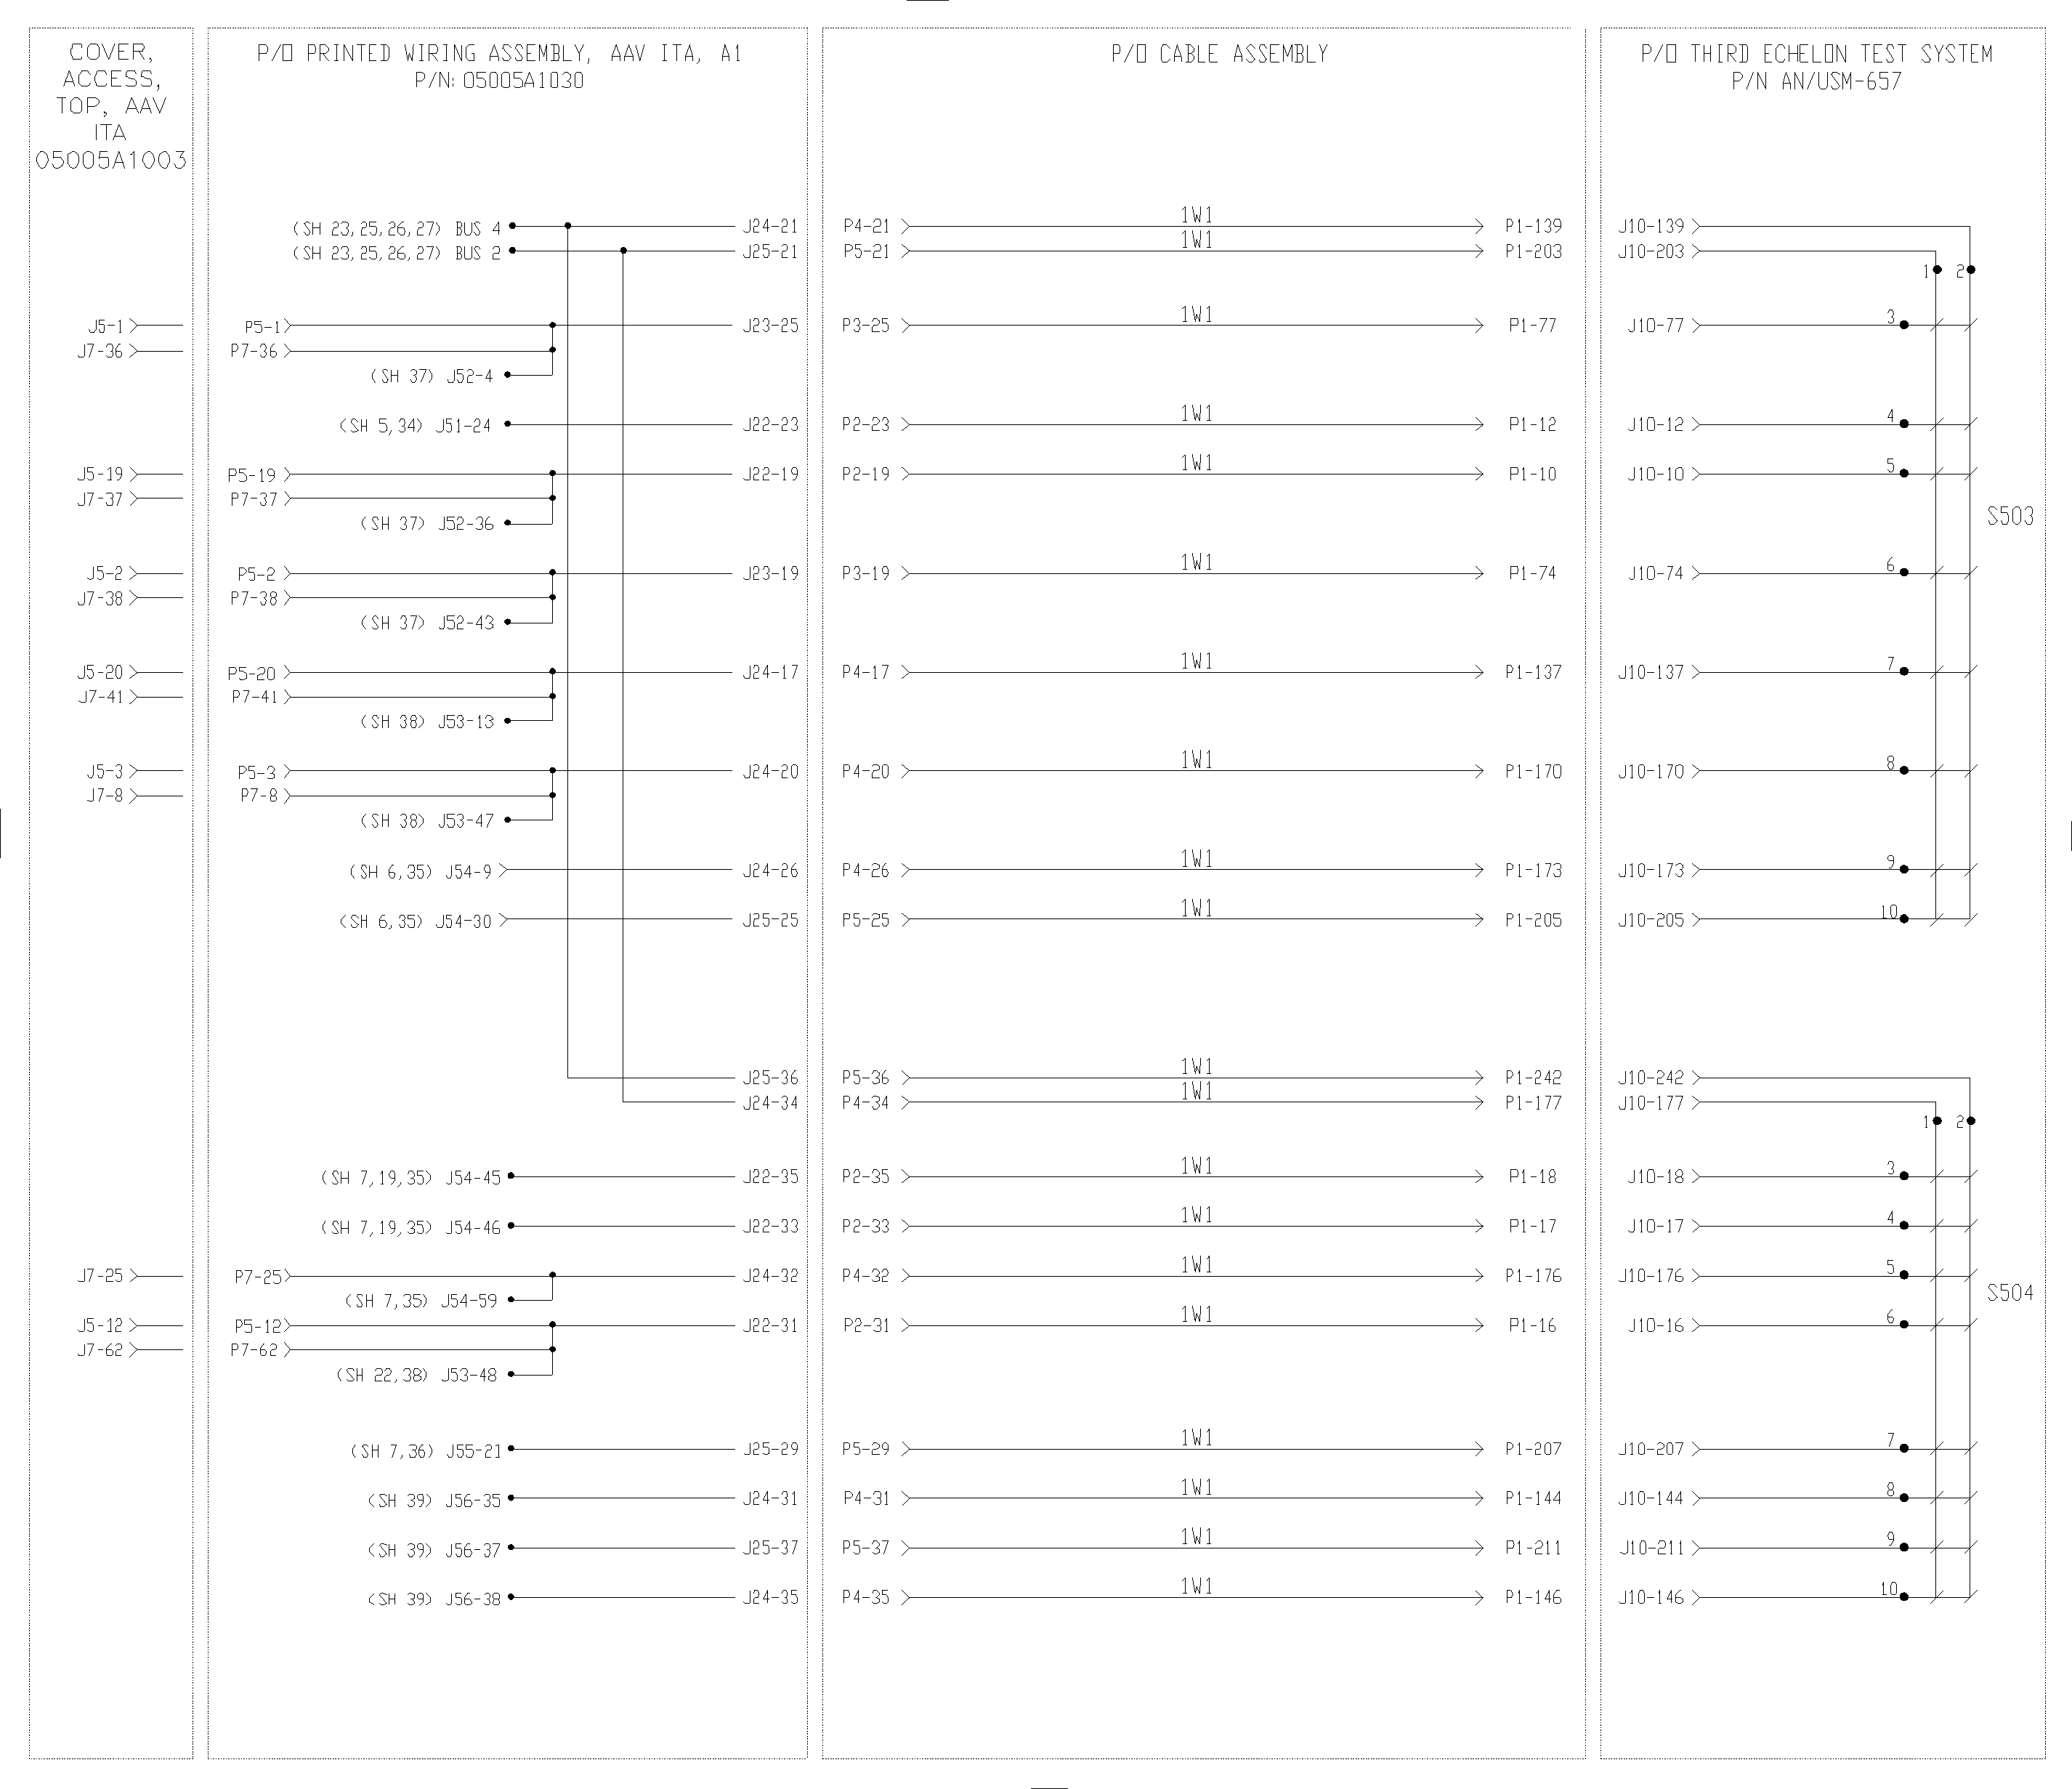 COVER,
ACCESS,
TOP, AAV
ITA
05005A1003
P/O PRINTED WIRING ASSEMBLY, AAV ITA, A1
P/N: 05005A1030
P/O CABLE ASSEMBLY
P/O THIRD ECHELON TEST SYSTEM
P/N AN/USM-657
(SH 23,25,26,27) BUS 4 J24-21 P4-21 1W1 P1-139 J10-139
(SH 23,25,26,27) BUS 2 J25-21 P5-21 1W1 P1-203 J10-203
1 2
J5-1 P5-1 J23-25 P3-25 1W1 P1-77 J10-77 3
J7-36 P7-36
(SH 37) J52-4
(SH 5,34) J51-24 J22-23 P2-23 1W1 P1-12 J10-12 4
J5-19 P5-19 J22-19 P2-19 1W1 P1-10 J10-10 5
J7-37 P7-37
S503
(SH 37) J52-36
J5-2 P5-2 J23-19 P3-19 1W1 P1-74 J10-74 6
J7-38 P7-38
(SH 37) J52-43
J5-20 P5-20 J24-17 P4-17 1W1 P1-137 J10-137 7
J7-41 P7-41
(SH 38) J53-13
J5-3 P5-3 J24-20 P4-20 1W1 P1-170 J10-170 8
J7-8 P7-8
(SH 38) J53-47
(SH 6,35) J54-9 J24-26 P4-26 1W1 P1-173 J10-173 9
(SH 6,35) J54-30 J25-25 P5-25 1W1 P1-205 J10-205 10
J25-36 P5-36 1W1 P1-242 J10-242
J24-34 P4-34 1W1 P1-177 J10-177
1 2
(SH 7,19,35) J54-45 J22-35 P2-35 1W1 P1-18 J10-18 3
(SH 7,19,35) J54-46 J22-33 P2-33 1W1 P1-17 J10-17 4
J7-25 P7-25 J24-32 P4-32 1W1 P1-176 J10-176 5
S504
(SH 7,35) J54-59
J5-12 P5-12 J22-31 P2-31 1W1 P1-16 J10-16 6
J7-62 P7-62
(SH 22,38) J53-48
(SH 7,36) J55-21 J25-29 P5-29 1W1 P1-207 J10-207 7
(SH 39) J56-35 J24-31 P4-31 1W1 P1-144 J10-144 8
(SH 39) J56-37 J25-37 P5-37 1W1 P1-211 J10-211 9
(SH 39) J56-38 J24-35 P4-35 1W1 P1-146 J10-146 10